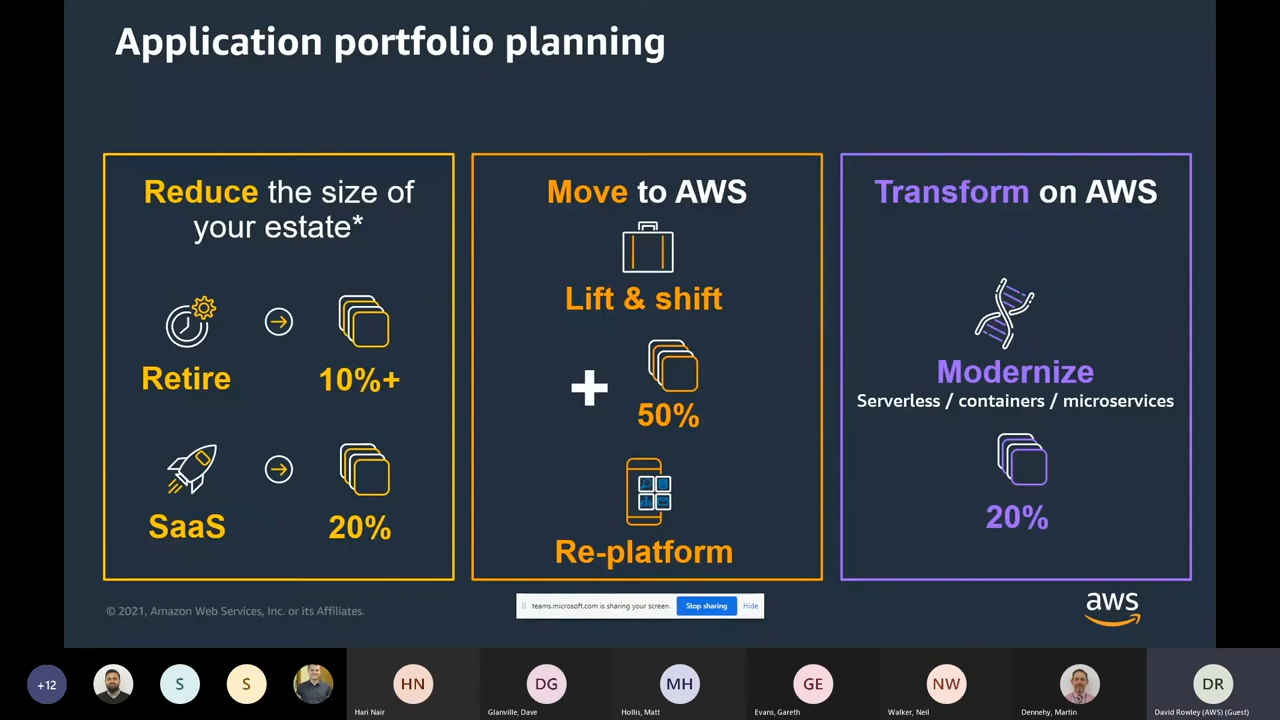 Application portfolio planning
Reduce the size of
your estate*
Retire
10%+
SaaS
20%
Move to AWS
Lift & shift
50%
Re-platform
Transform on AWS
Modernize
Serverless / containers / microservices
20%
© 2021, Amazon Web Services, Inc. or its Affiliates.
teams.microsoft.com is sharing your screen.
Stop sharing
Hide
aws
+12
S
S
HN
Hari Nair
DG
Glanville, Dave
MH
Hollis, Matt
GE
Evans, Gareth
NW
Walker, Neil
Dennehy, Martin
DR
David Rowley (AWS) (Guest)